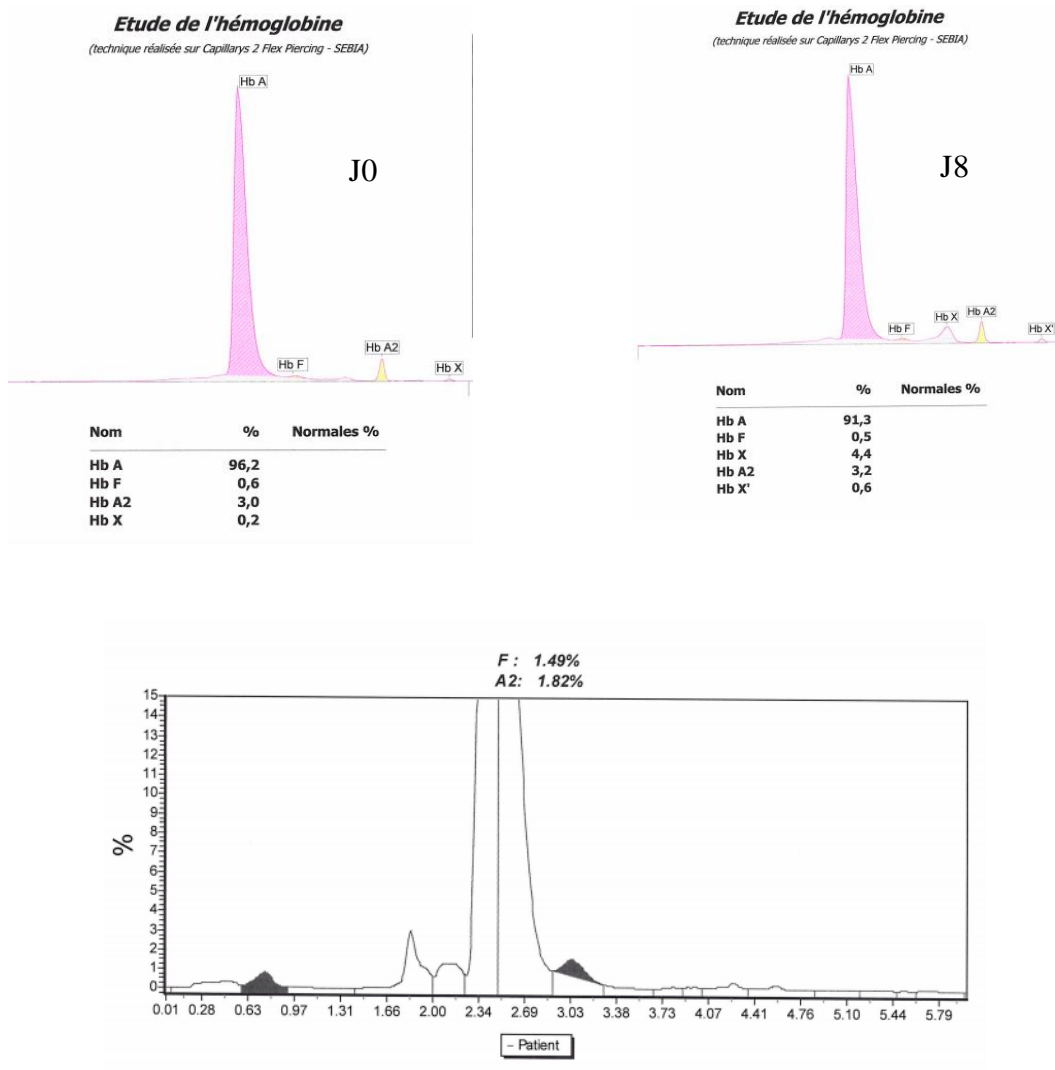 Etude de l'hémoglobine
(technique réalisée sur Capillarys 2 Flex Piercing - SEBIA)
Hb A
J0
Hb F
Hb A2
Hb X
Nom % Normales %
Hb A 96,2
Hb F 0,6
Hb A2 3,0
Hb X 0,2
Etude de l'hémoglobine
(technique réalisée sur Capillarys 2 Flex Piercing - SEBIA)
Hb A
J8
Hb F
Hb X
Hb A2
Hb X'
Nom % Normales %
Hb A 91,3
Hb F 0,5
Hb X 4,4
Hb A2 3,2
Hb X' 0,6
F : 1.49%
A2: 1.82%
%
15
14
13
12
11
10
9
8
7
6
5
4
3
2
1
0
0.01 0.28 0.63 0.97 1.31 1.66 2.00 2.34 2.69 3.03 3.38 3.73 4.07 4.41 4.76 5.10 5.44 5.79
– Patient